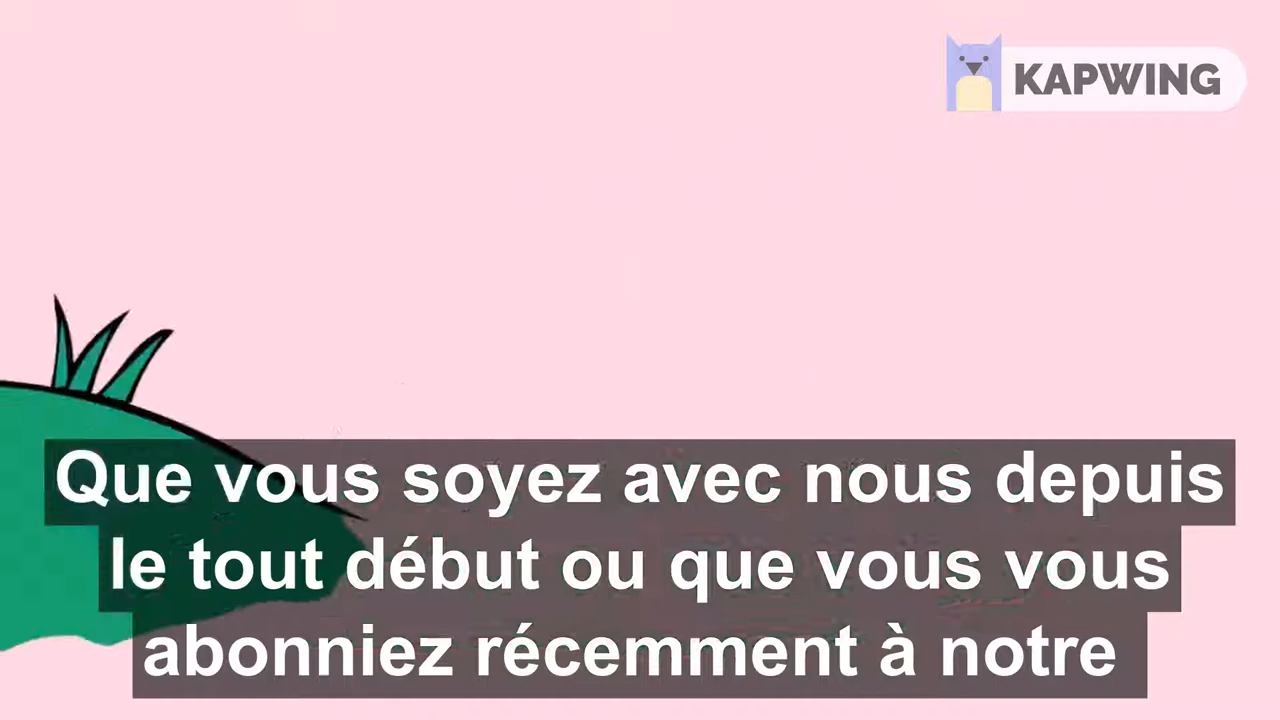 KAPWING
Que vous soyez avec nous depuis
le tout début ou que vous vous
abonniez récemment à notre